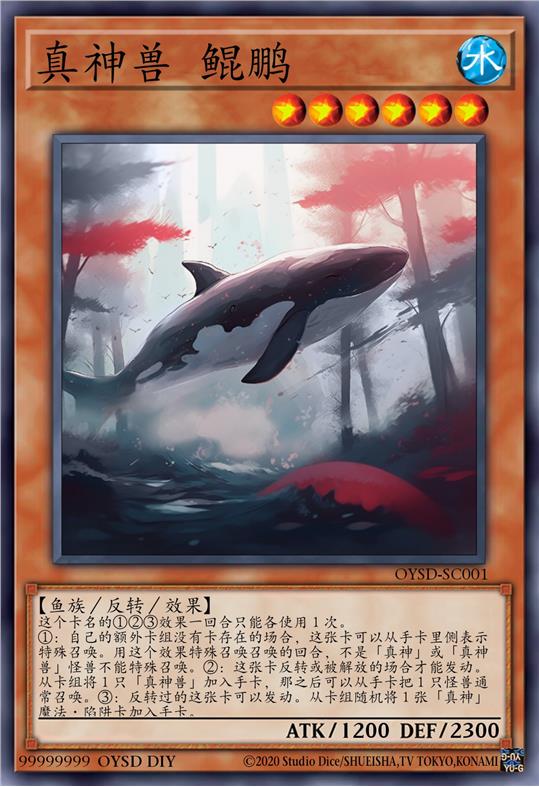 真神兽 鲲鹏
水
OYSD-SC001
【鱼族／反转／效果】
这个卡名的①②③效果一回合只能各使用1次。
①：自己的额外卡组没有卡存在的场合，这张卡可以从手卡里侧表示
特殊召唤。用这个效果特殊召唤召唤的回合，不是「真神」或「真神
兽」怪兽不能特殊召唤。②：这张卡反转或被解放的场合才能发动。
从卡组将1只「真神兽」加入手卡，那之后可以从手卡把1只怪兽通
常召唤。③：反转过的这张卡可以发动。从卡组随机将1张「真神」
魔法·陷阱卡加入手卡。
ATK/1200 DEF/2300
99999999 OYSD DIY ©2020 Studio Dice/SHUEISHA,TV TOKYO,KONAMI